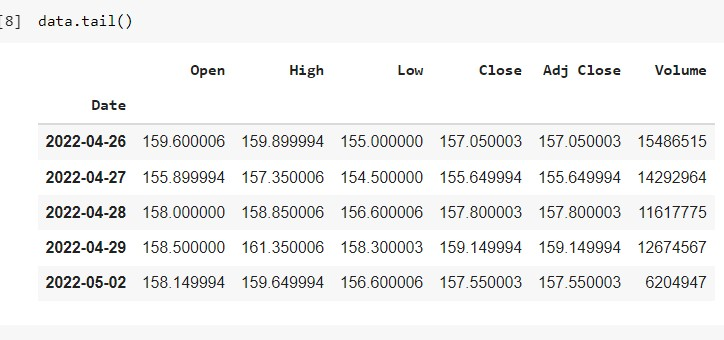 [8] data.tail()
Open High Low Close Adj Close Volume
Date
2022-04-26 159.600006 159.899994 155.000000 157.050003 157.050003 15486515
2022-04-27 155.899994 157.350006 154.500000 155.649994 155.649994 14292964
2022-04-28 158.000000 158.850006 156.600006 157.800003 157.800003 11617775
2022-04-29 158.500000 161.350006 158.300003 159.149994 159.149994 12674567
2022-05-02 158.149994 159.649994 156.600006 157.550003 157.550003 6204947